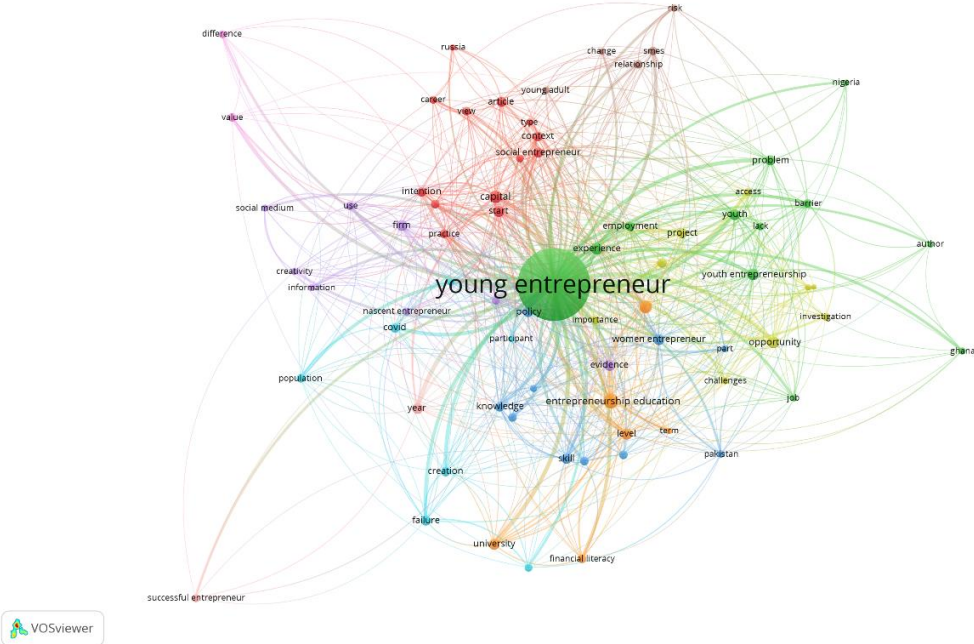 risk
difference
russia
change
smes
relationship
nigeria
young adult
career
article
view
value
type
context
social entrepreneur
problem
intention
capital
access
social medium
use
start
barrier
youth
firm
employment
lack
practice
project
author
experience
creativity
youth entrepreneurship
information
young entrepreneur
nascent entrepreneur
policy
importance
investigation
covid
participant
women entrepreneur
opportunity
part
ghana
evidence
population
challenges
job
year
knowledge
entrepreneurship education
level
term
skill
pakistan
creation
failure
university
financial literacy
successful entrepreneur
VOSviewer